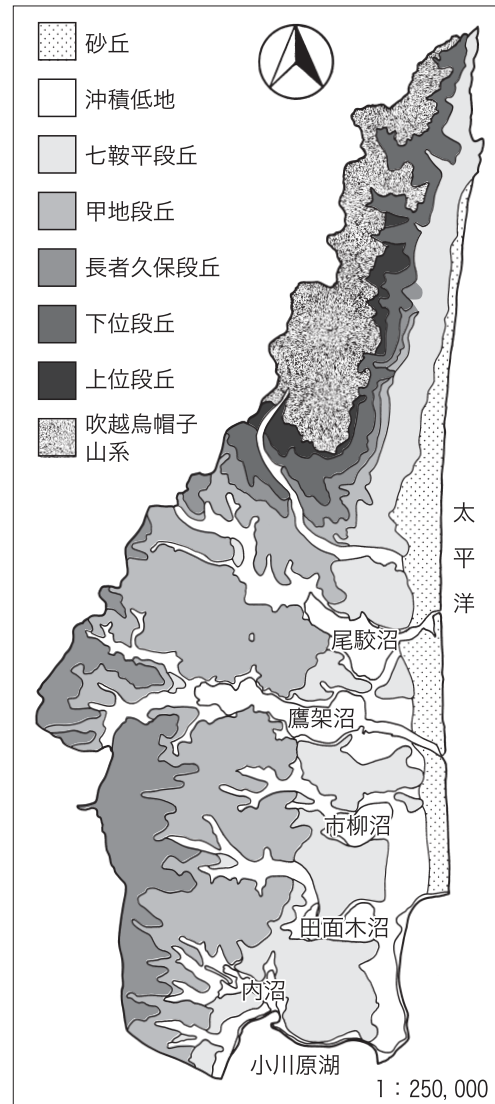 砂丘
沖積低地
七鞍平段丘
甲地段丘
長者久保段丘
下位段丘
上位段丘
吹越烏帽子
山系
太平洋
尾駮沼
鷹架沼
市柳沼
田面木沼
内沼
小川原湖
1：250,000